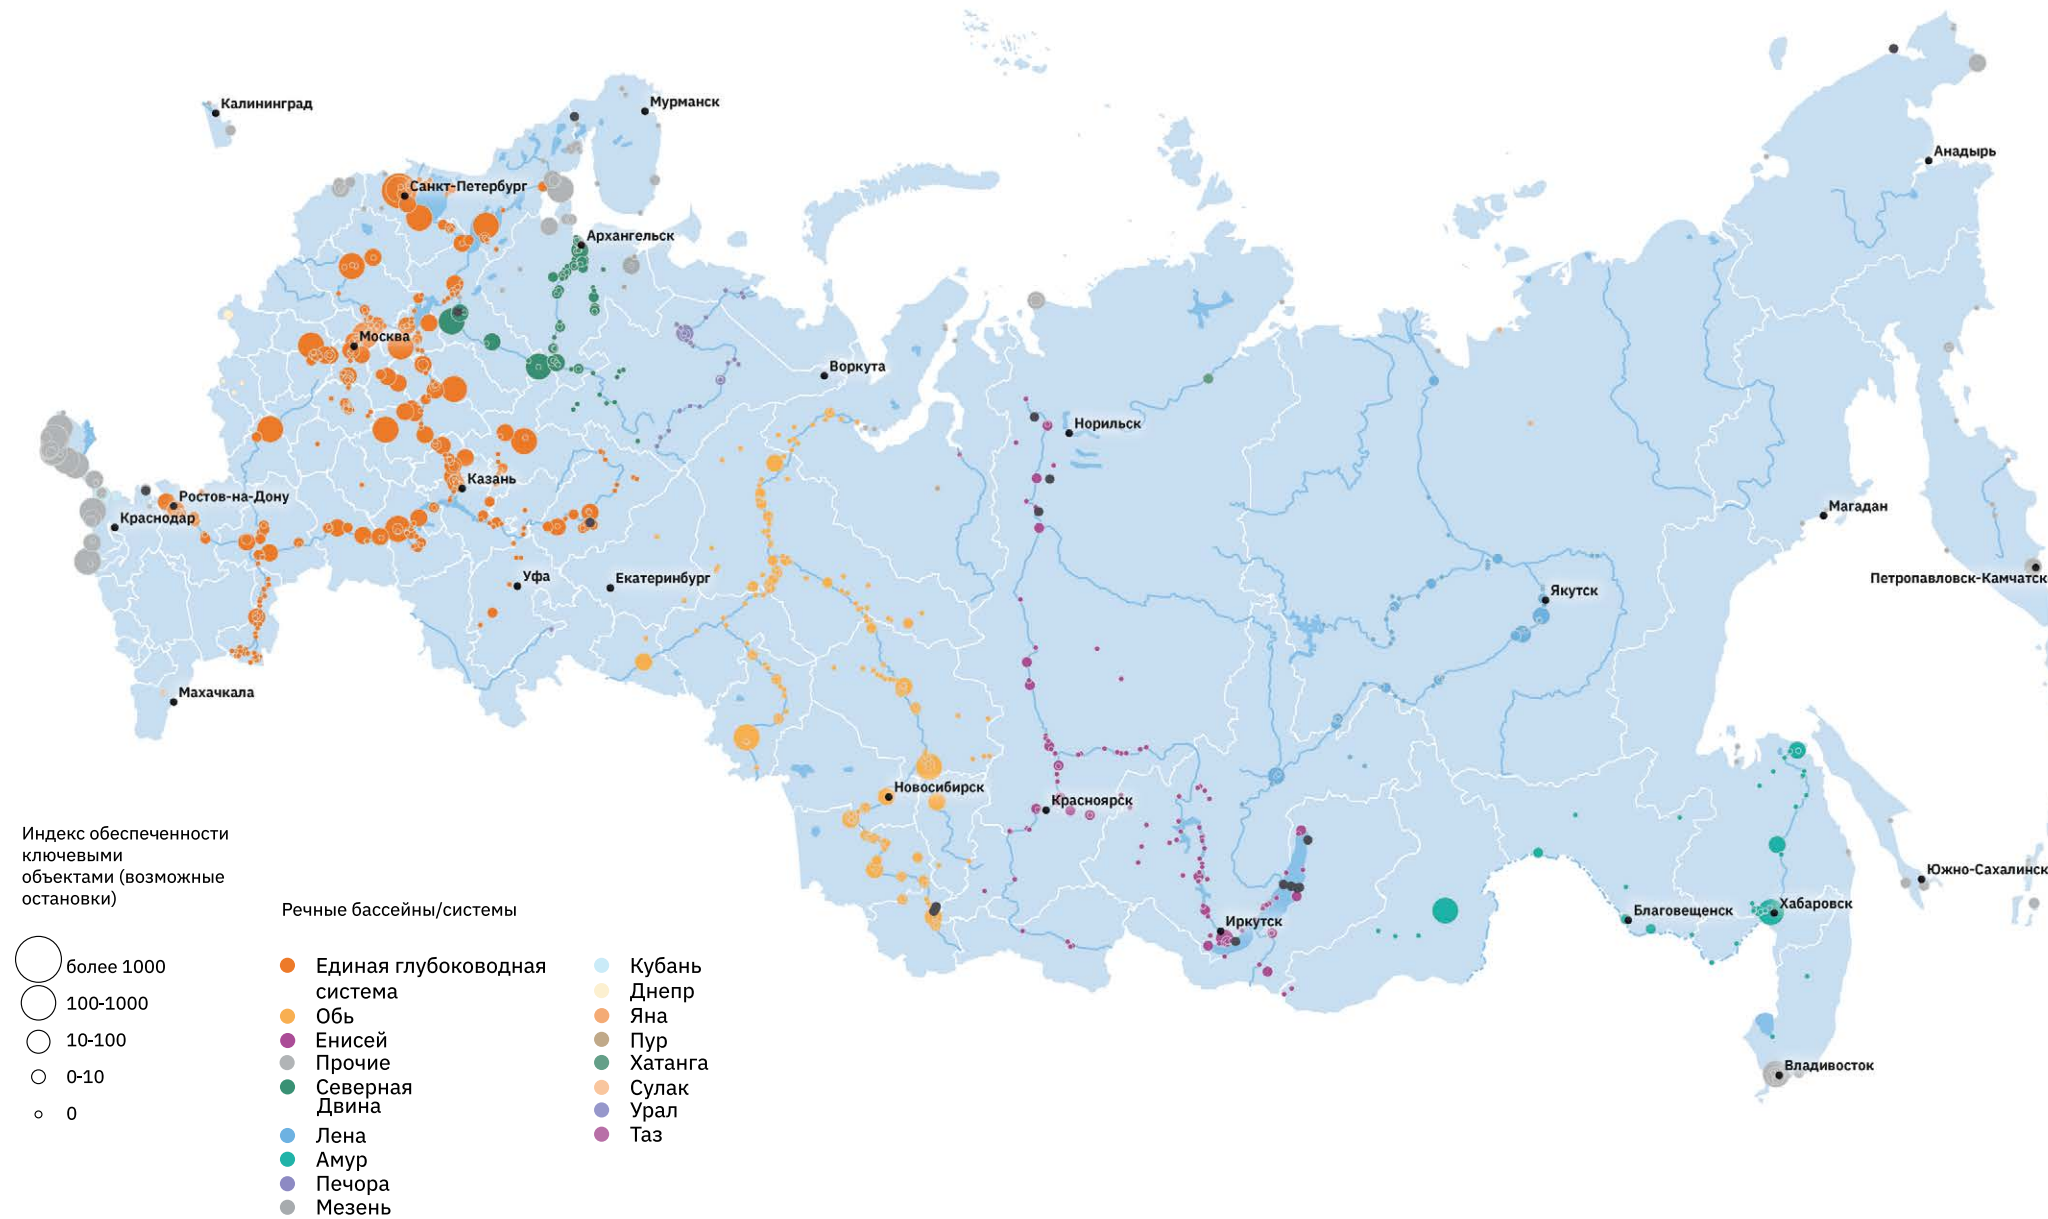 Калининград
Мурманск
Анадырь
Санкт-Петербург
Архангельск
Москва
Воркута
Норильск
Казань
Ростов-на-Дону
Краснодар
Магадан
Уфа
Екатеринбург
Петропавловск-Камчатск
Якутск
Махачкала
Новосибирск
Красноярск
Иркутск
Благовещенск
Хабаровск
Южно-Сахалинск
Владивосток
Индекс обеспеченности
ключевыми
объектами (возможные
остановки)
более 1000
100-1000
10-100
0-10
0
Речные бассейны/системы
Единая глубоководная
система
Обь
Енисей
Прочие
Северная
Двина
Лена
Амур
Печора
Мезень
Кубань
Днепр
Яна
Пур
Хатанга
Сулак
Урал
Таз